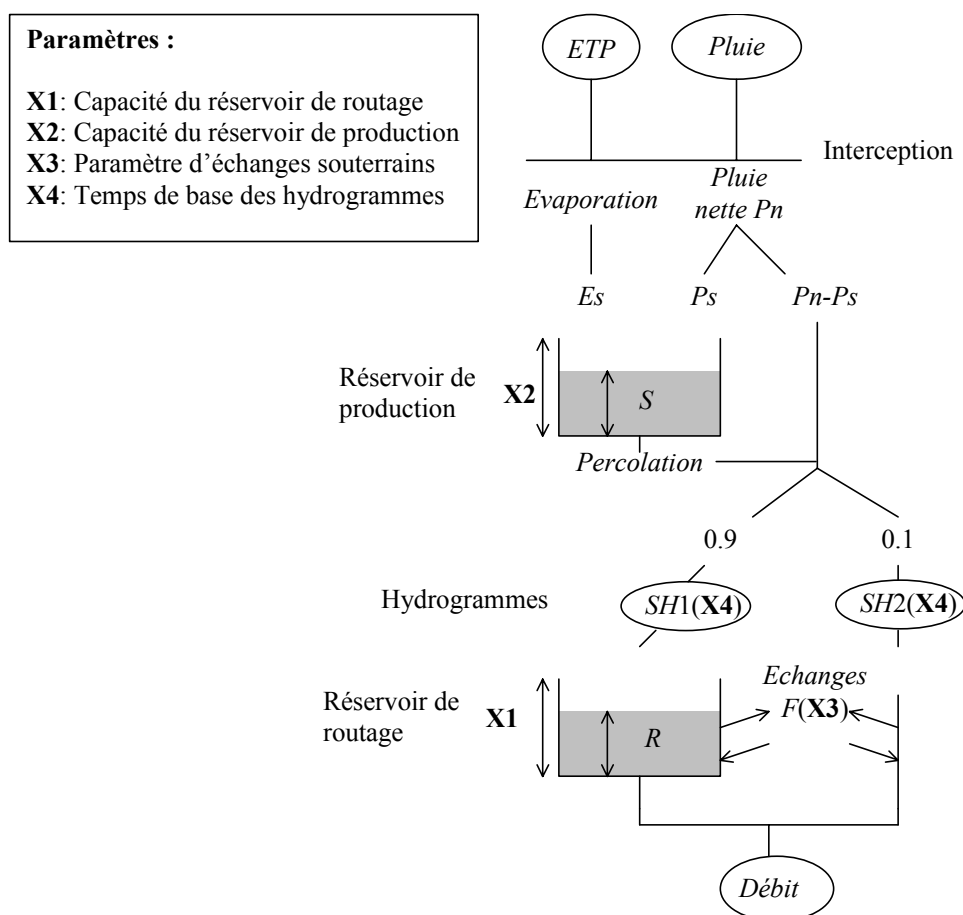 Paramètres :
X1: Capacité du réservoir de routage
X2: Capacité du réservoir de production
X3: Paramètre d'échanges souterrains
X4: Temps de base des hydrogrammes
ETP
Pluie
Interception
Evaporation
Pluie
nette Pn
Es
Ps
Pn-Ps
Réservoir de
production
X2
S
Percolation
0.9
0.1
Hydrogrammes
SH1(X4)
SH2(X4)
Réservoir de
routage
X1
R
Echanges
F(X3)
Débit